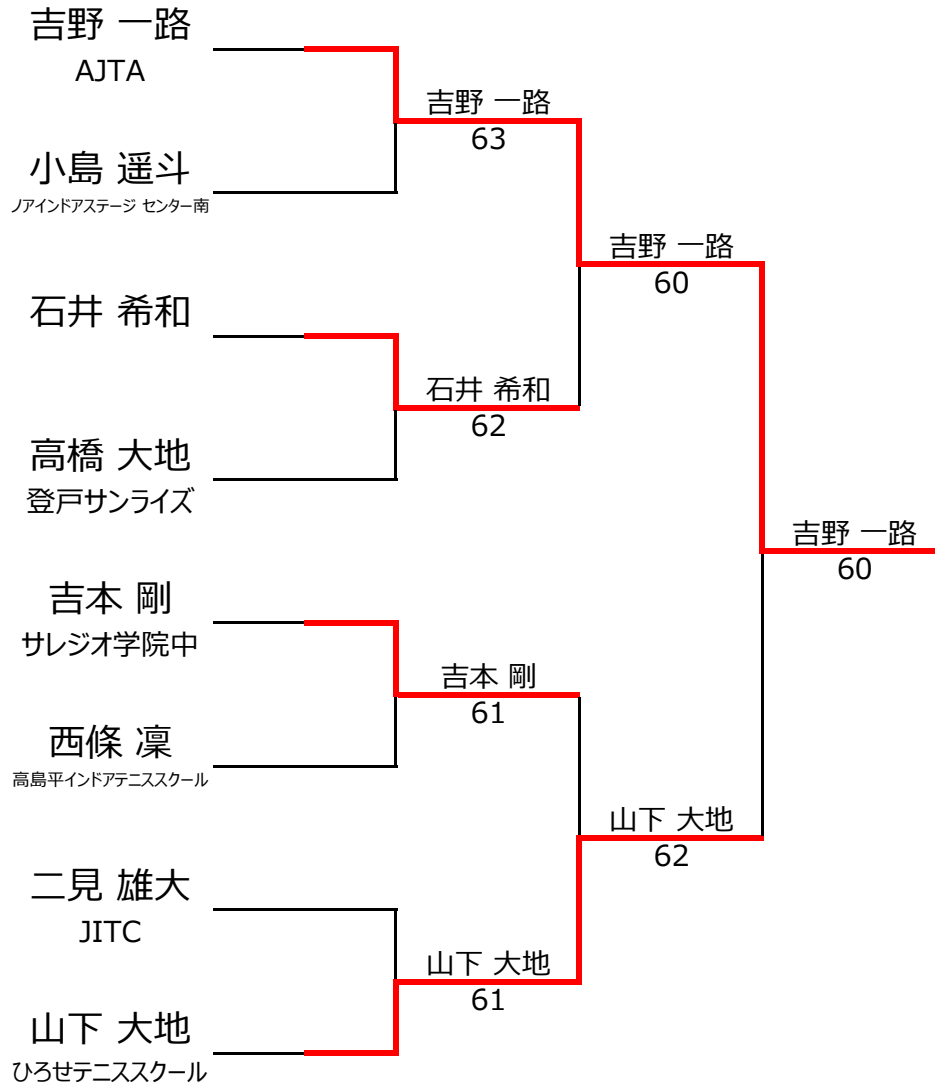 吉野 一路
AJTA
小島 遥斗
ノアインドアステージ センター南
石井 希和
高橋 大地
登戸サンライズ
吉本 剛
サレジオ学院中
西條 凜
高島平インドアテニススクール
二見 雄大
JITC
山下 大地
ひろせテニススクール
吉野 一路
63
石井 希和
62
吉本 剛
61
山下 大地
61
吉野 一路
60
山下 大地
62
吉野 一路
60